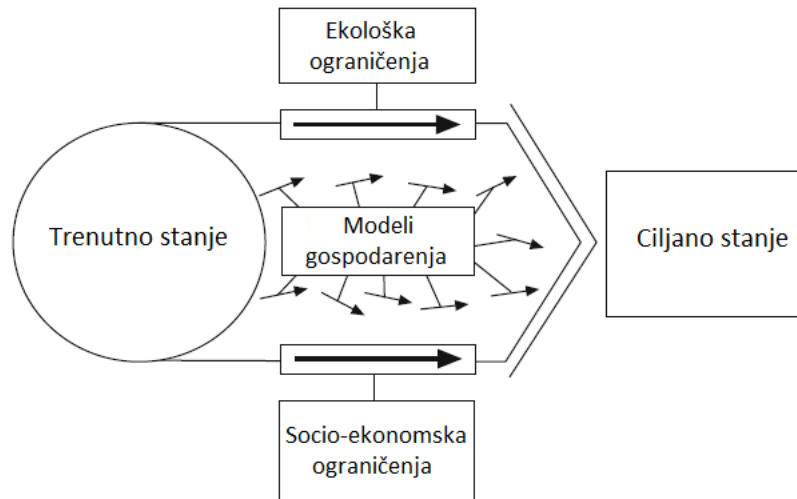 Ekološka
ograničenja
Trenutno stanje
Modeli
gospodarenja
Ciljano stanje
Socio-ekonomska
ograničenja